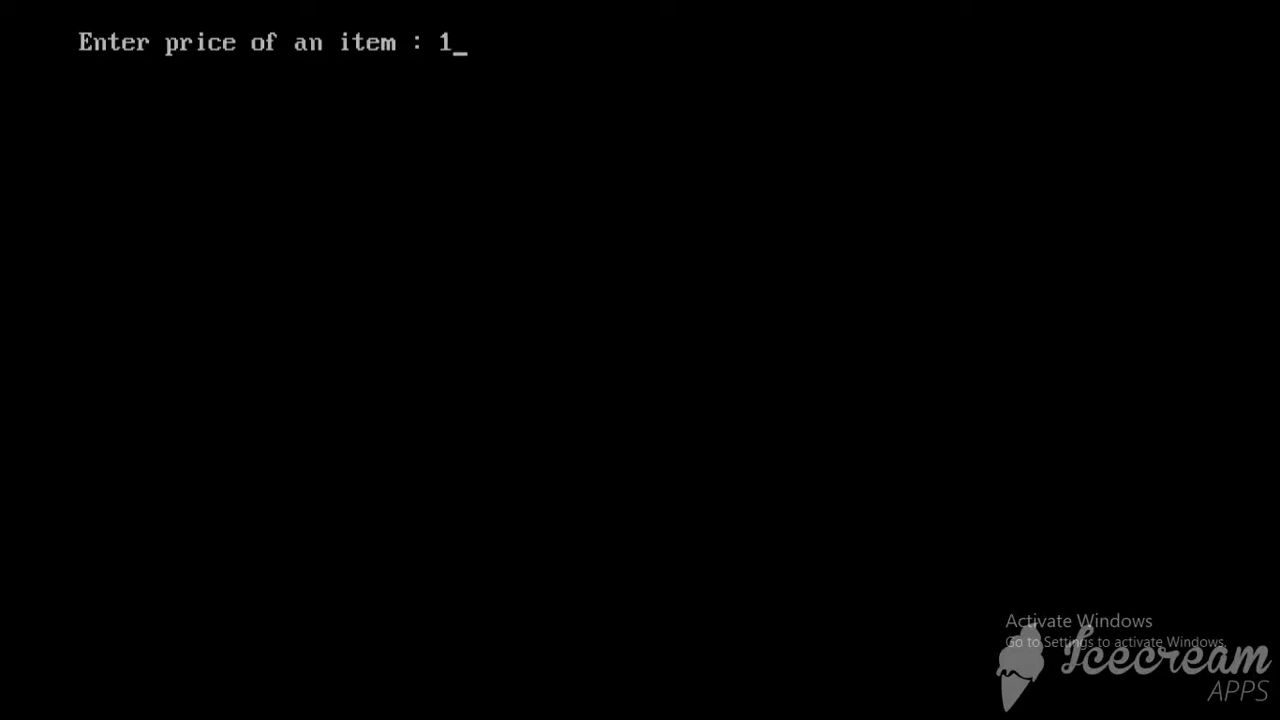 Enter price of an item : 1_
Activate Windows
Go to Settings to activate Windows.
Icecream
APPS